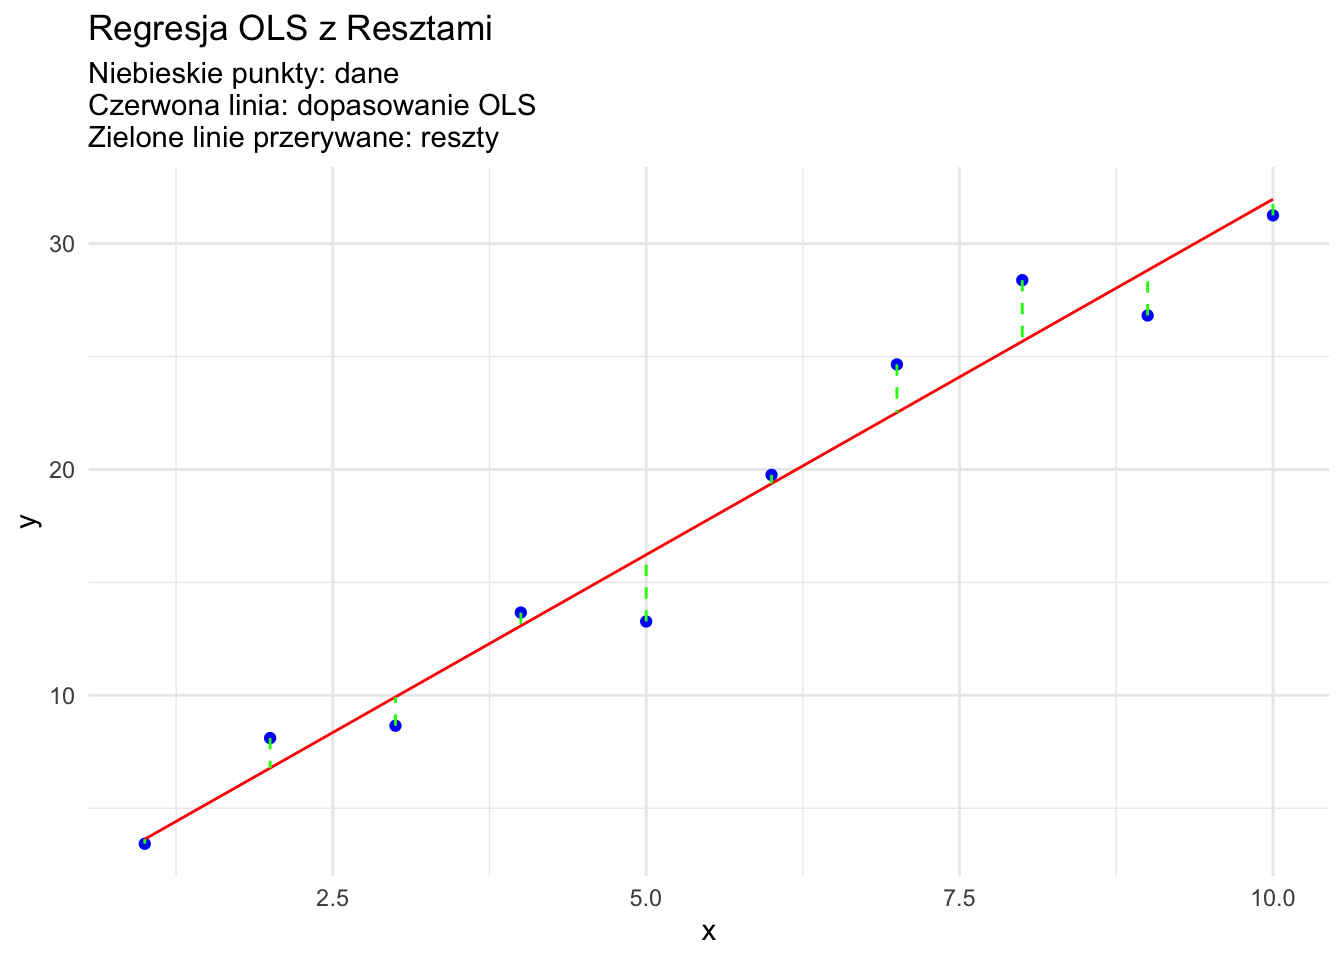 Regresja OLS z Resztami
Niebieskie punkty: dane
Czerwona linia: dopasowanie OLS
Zielone linie przerywane: reszty
30
20
10
y
2.5
5.0
7.5
10.0
x